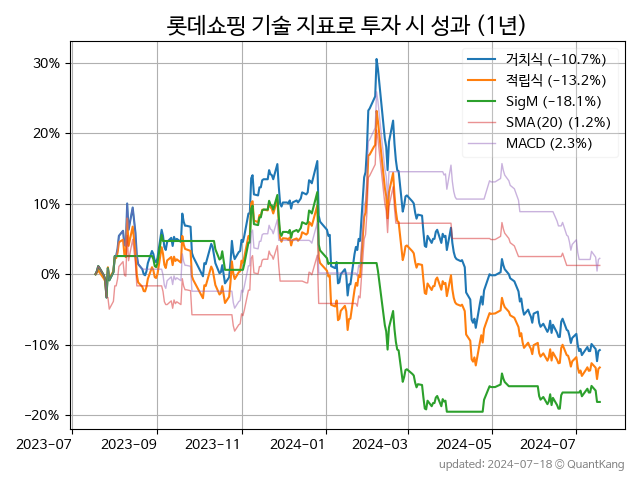 롯데쇼핑 기술 지표로 투자 시 성과 (1년)
30%
20%
10%
0%
−10%
−20%
거치식 (−10.7%)
적립식 (−13.2%)
SigM (−18.1%)
SMA(20) (1.2%)
MACD (2.3%)
2023-07 2023-09 2023-11 2024-01 2024-03 2024-05 2024-07
updated: 2024-07-18 © QuantKang